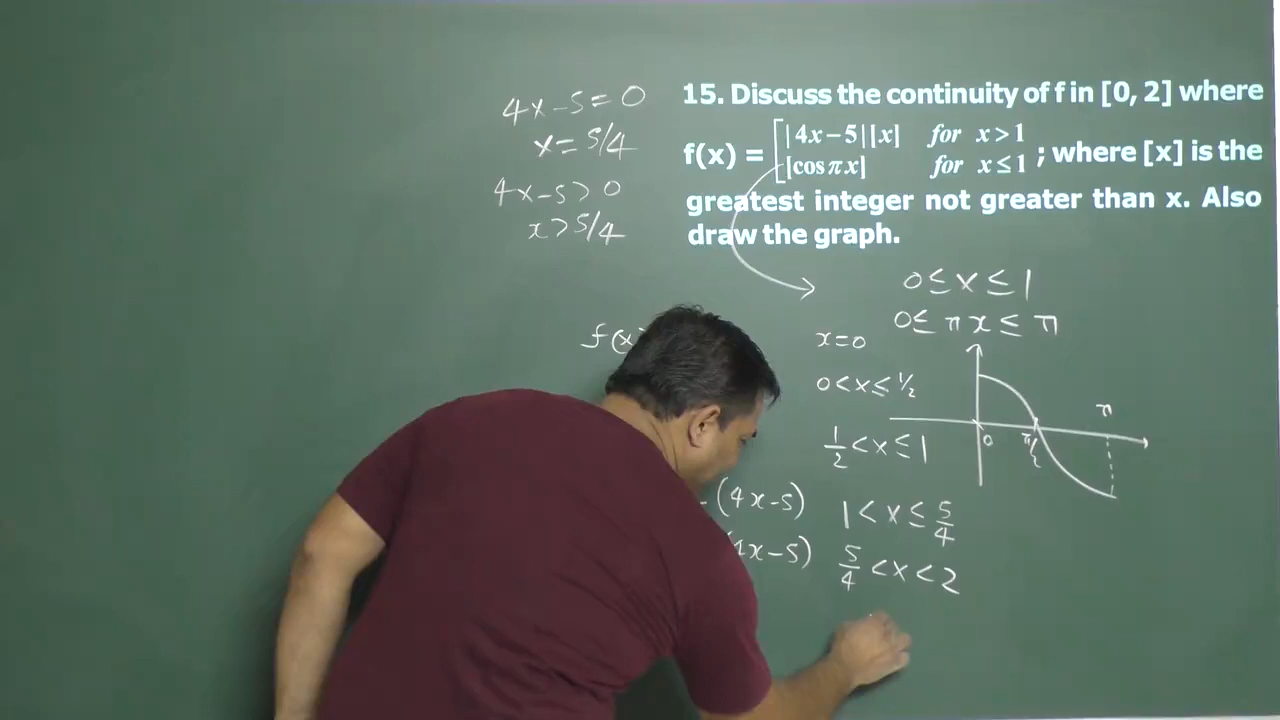 4x-5=0
x=5/4
4x-5>0
x>5/4
15. Discuss the continuity of f in [0, 2] where
f(x) = [ |4x-5|[x] for x>1
[cos πx] for x≤1 ; where [x] is the
greatest integer not greater than x. Also
draw the graph.
0≤x≤1
0≤πx≤π
f(x)
x=0
0<x≤1/2
1/2<x≤1
-(4x-5) 1<x≤5/4
(4x-5) 5/4<x<2
0 π/2 π